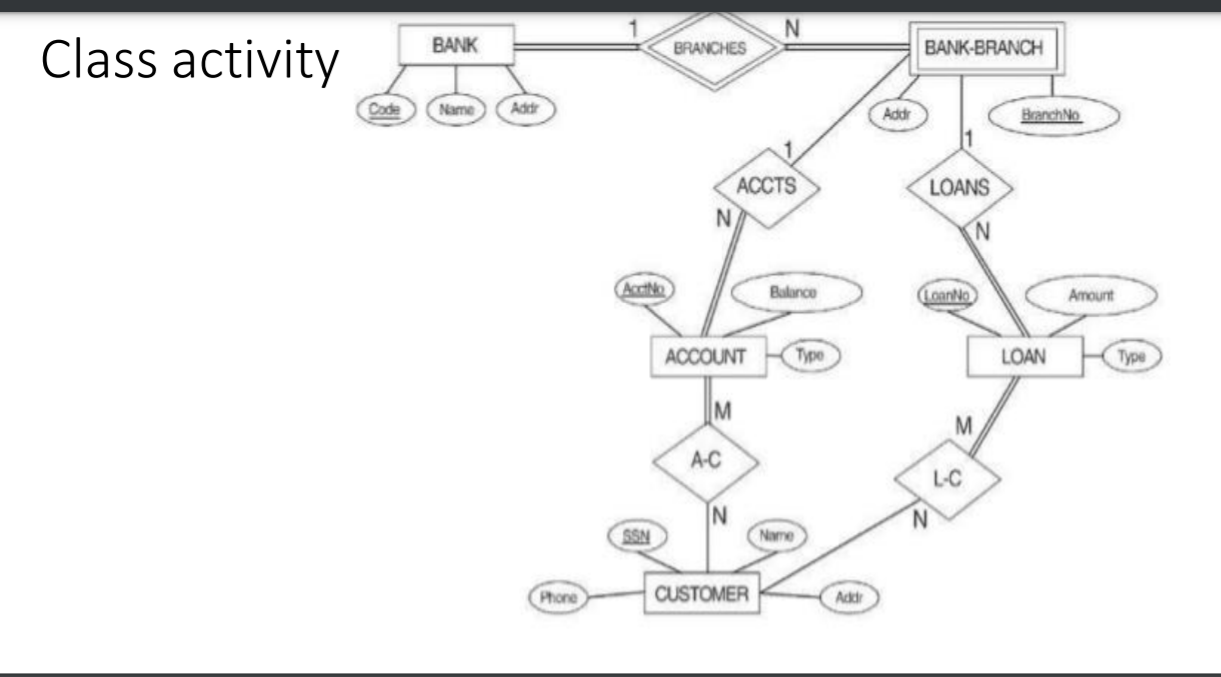 Class activity
BANK
1
BRANCHES
N
BANK-BRANCH
Code
Name
Addr
Addr
BranchNo
1
ACCTS
N
1
LOANS
N
AcctNo
Balance
ACCOUNT
Type
LoanNo
Amount
LOAN
Type
M
A-C
N
M
L-C
N
SSN
Name
Phone
CUSTOMER
Addr